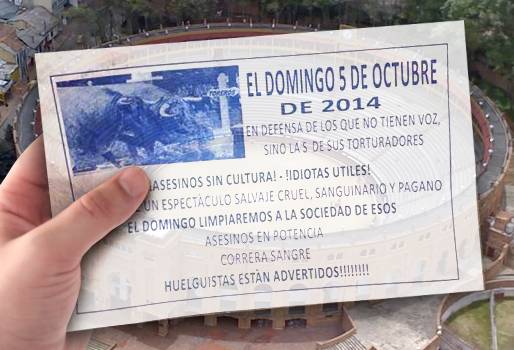 TOREROS
EL DOMINGO 5 DE OCTUBRE
DE 2014
EN DEFENSA DE LOS QUE NO TIENEN VOZ,
SINO LA S DE SUS TORTURADORES
ASESINOS SIN CULTURA! - !IDIOTAS UTILES!
UN ESPECTÀCULO SALVAJE CRUEL, SANGUINARIO Y PAGANO
EL DOMINGO LIMPIAREMOS A LA SOCIEDAD DE ESOS
ASESINOS EN POTENCIA
CORRERA SANGRE
HUELGUISTAS ESTÀN ADVERTIDOS!!!!!!!!!